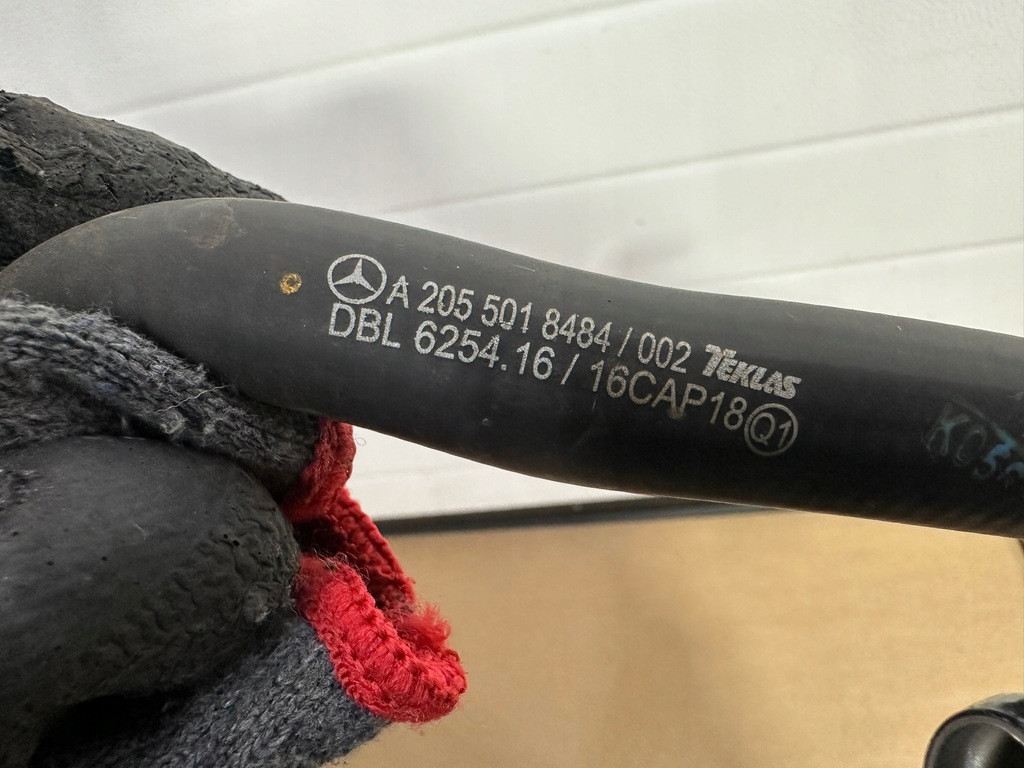 A 205 501 8484 / 002 TEKLAS
DBL 6254.16 / 16CAP18 Q1